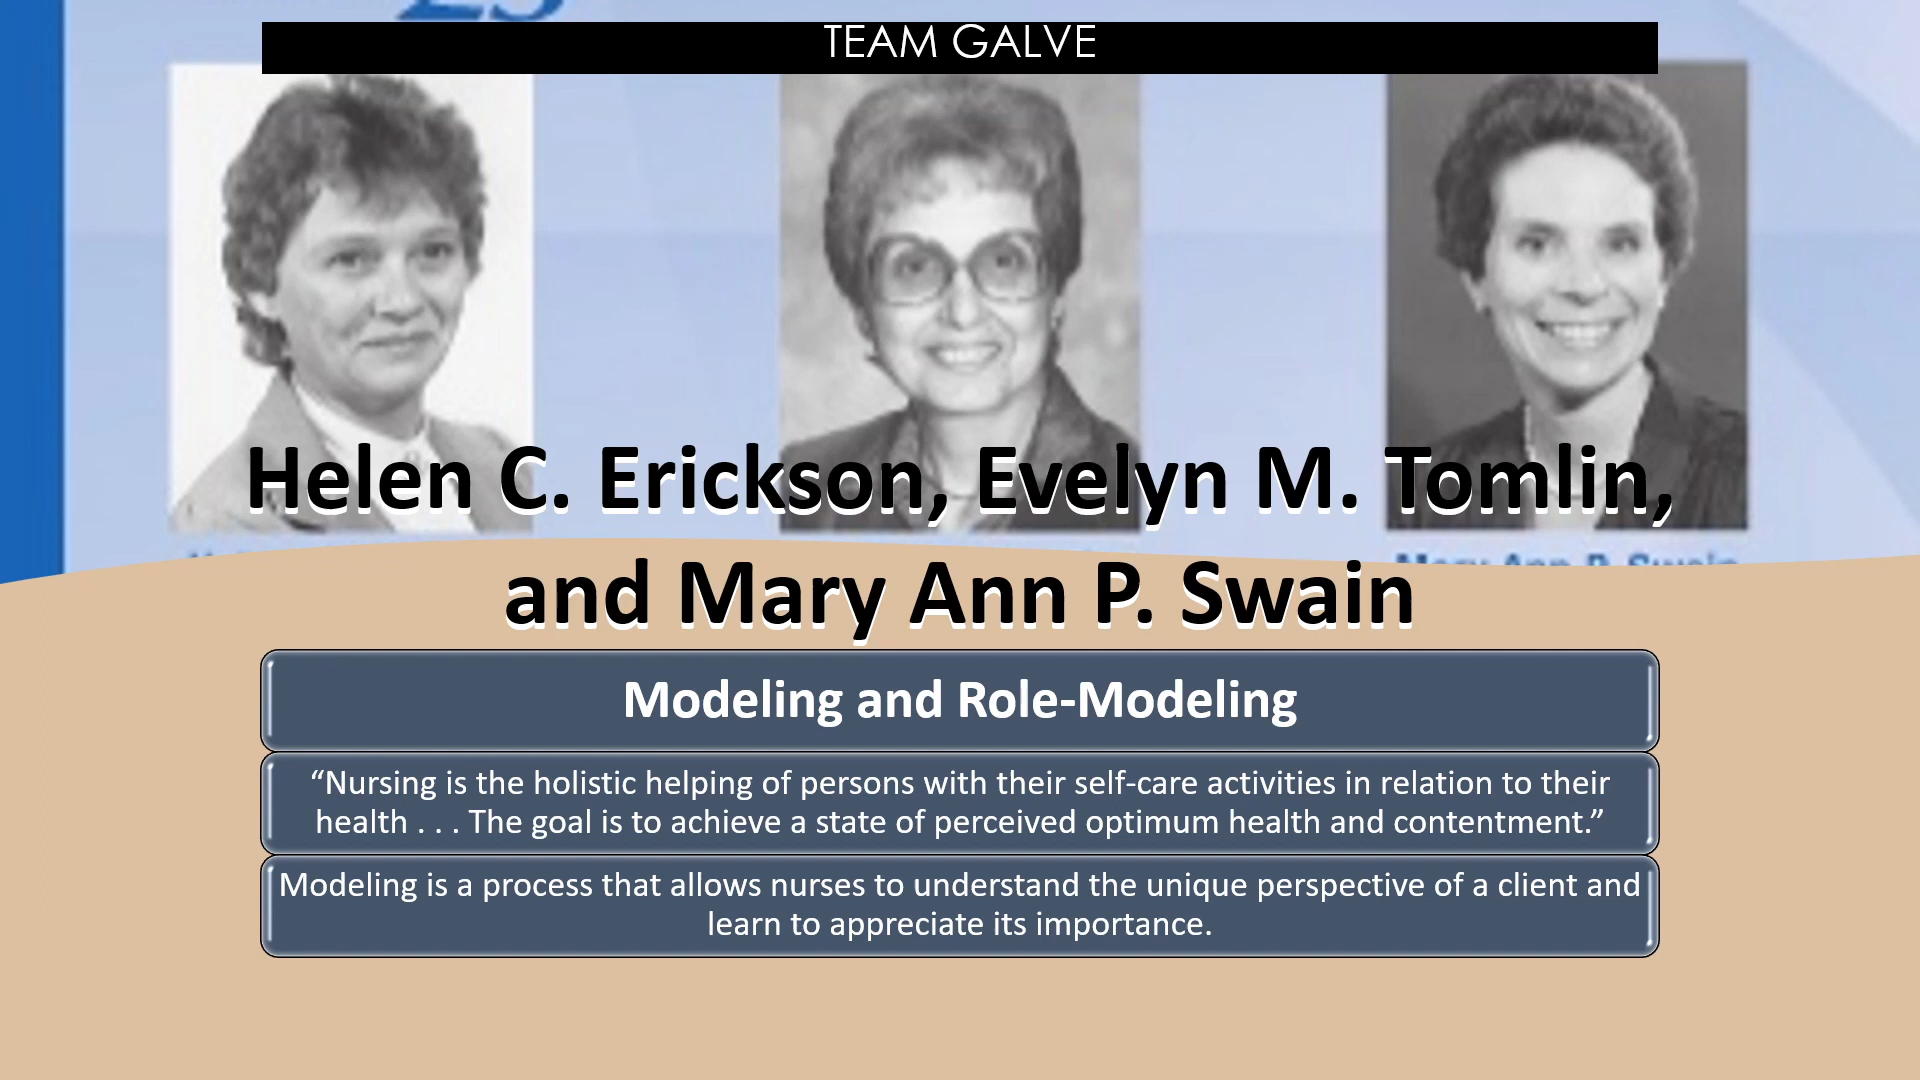 TEAM GALVE
Helen C. Erickson, Evelyn M. Tomlin,
and Mary Ann P. Swain
Mary Ann P. Swain
Modeling and Role-Modeling
“Nursing is the holistic helping of persons with their self-care activities in relation to their
health . . . The goal is to achieve a state of perceived optimum health and contentment.”
Modeling is a process that allows nurses to understand the unique perspective of a client and
learn to appreciate its importance.